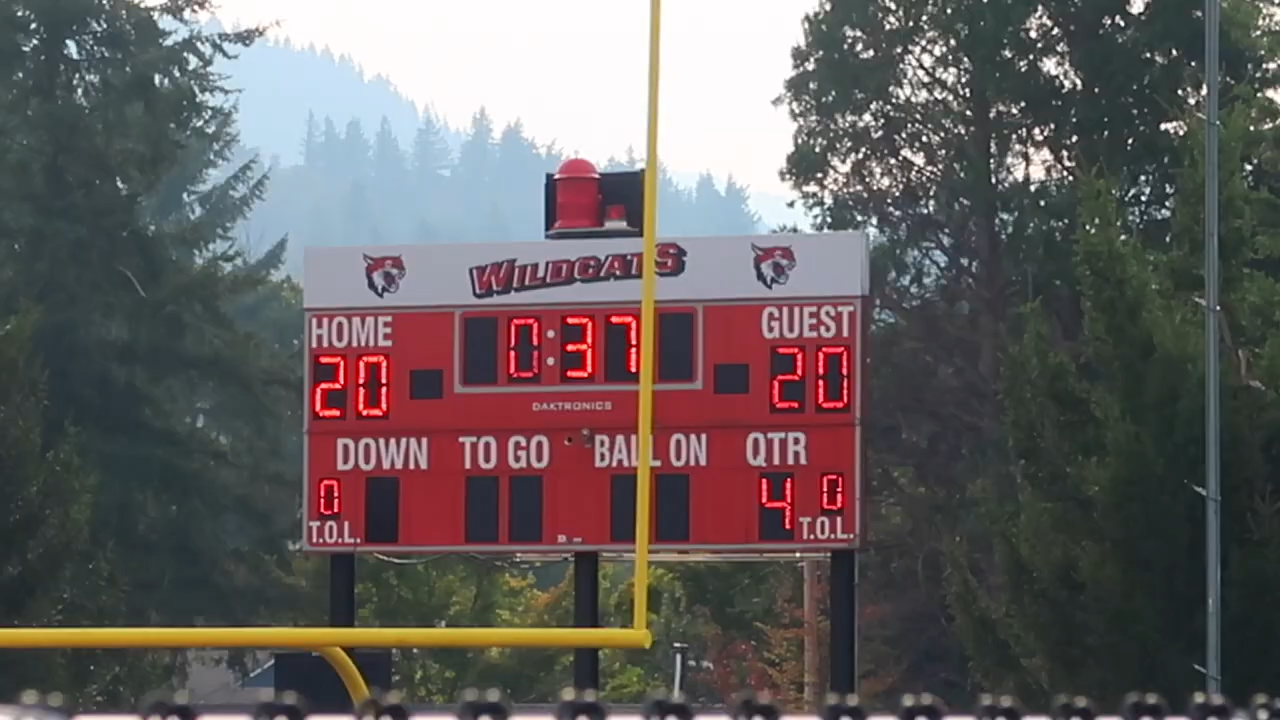 WILDCATS
HOME 0:37 GUEST
20 20
DAKTRONICS
DOWN TO GO BALL ON QTR
0 4 0
T.O.L. T.O.L.